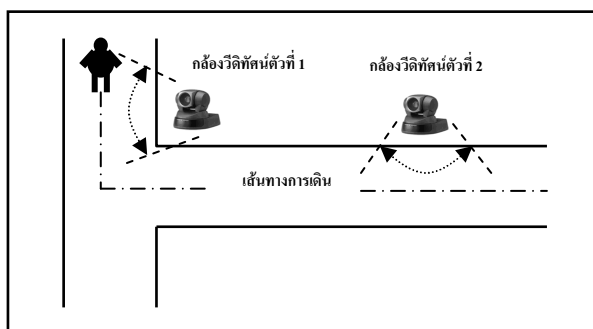 กล้องวีดิทัศน์ตัวที่ 1
กล้องวีดิทัศน์ตัวที่ 2
เส้นทางการเดิน